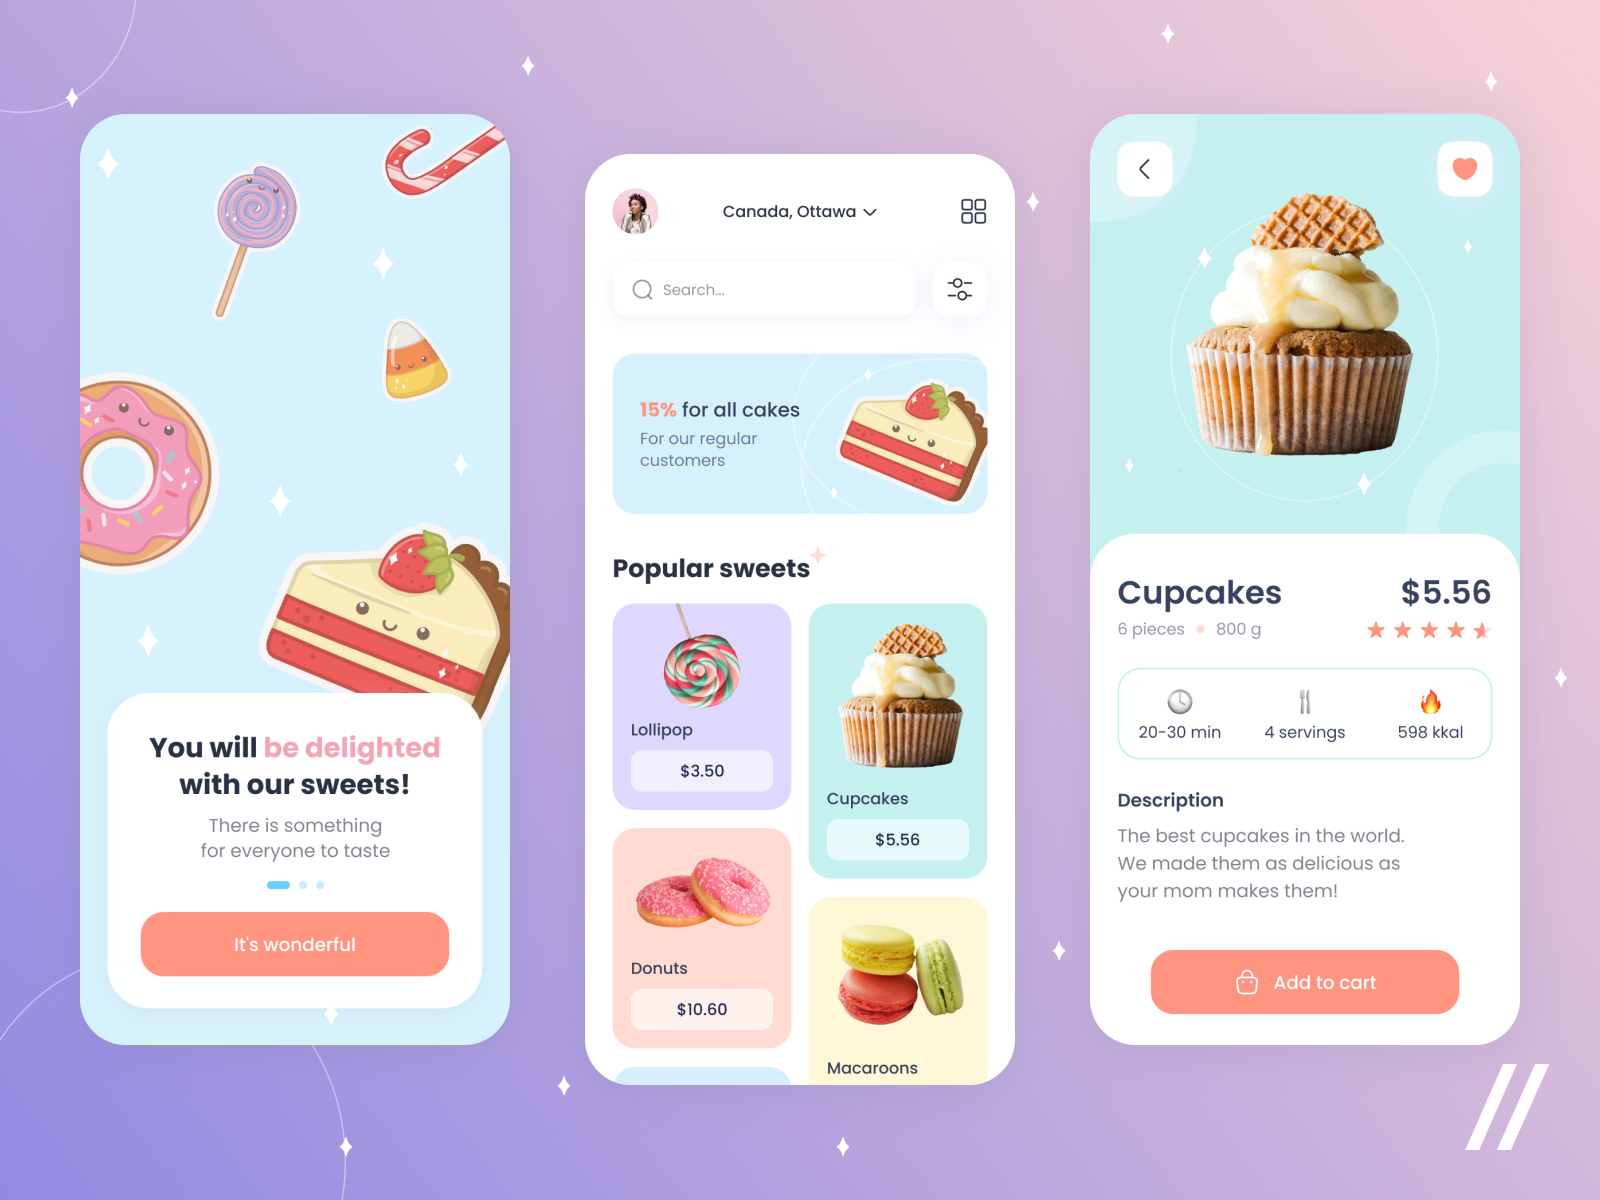 You will be delighted
with our sweets!
There is something
for everyone to taste
It's wonderful
Canada, Ottawa
Search...
15% for all cakes
For our regular
customers
Popular sweets
Lollipop
$3.50
Cupcakes
$5.56
Donuts
$10.60
Macaroons
Cupcakes
$5.56
6 pieces
800 g
20-30 min
4 servings
598 kkal
Description
The best cupcakes in the world.
We made them as delicious as
your mom makes them!
Add to cart